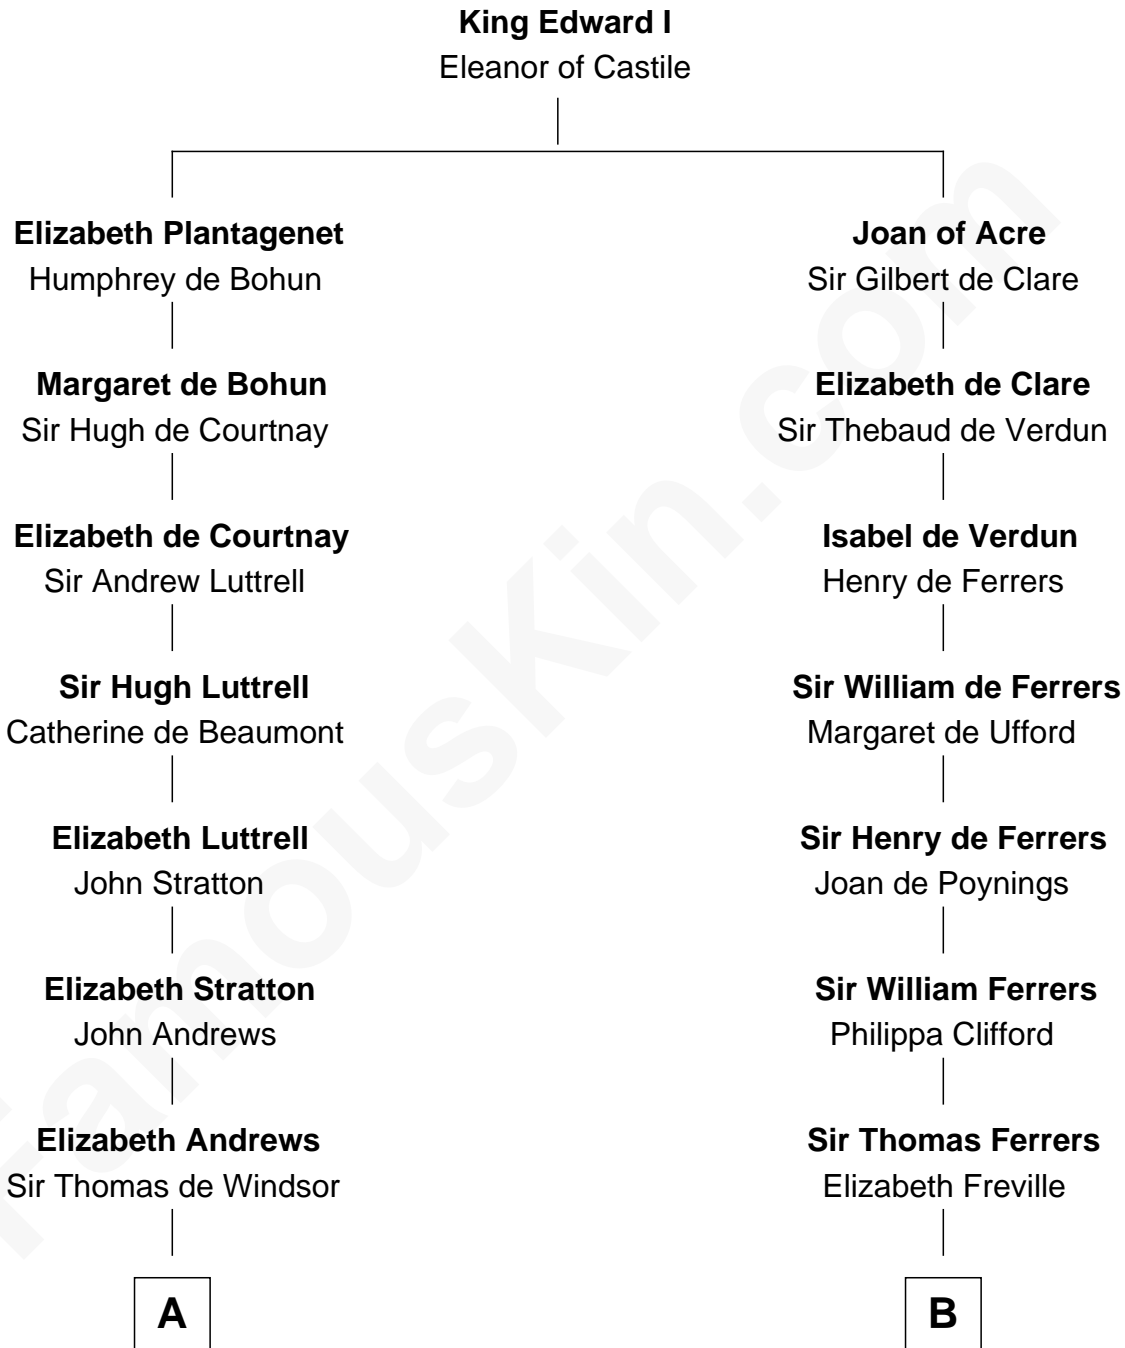 King Edward I
Eleanor of Castile
Elizabeth Plantagenet
Humphrey de Bohun
Joan of Acre
Sir Gilbert de Clare
Margaret de Bohun
Sir Hugh de Courtnay
Elizabeth de Clare
Sir Thebaud de Verdun
Elizabeth de Courtnay
Sir Andrew Luttrell
Isabel de Verdun
Henry de Ferrers
Sir Hugh Luttrell
Catherine de Beaumont
Sir William de Ferrers
Margaret de Ufford
Elizabeth Luttrell
John Stratton
Sir Henry de Ferrers
Joan de Poynings
Elizabeth Stratton
John Andrews
Sir William Ferrers
Philippa Clifford
Elizabeth Andrews
Sir Thomas de Windsor
Sir Thomas Ferrers
Elizabeth Freville
A
B
FamousKin.com